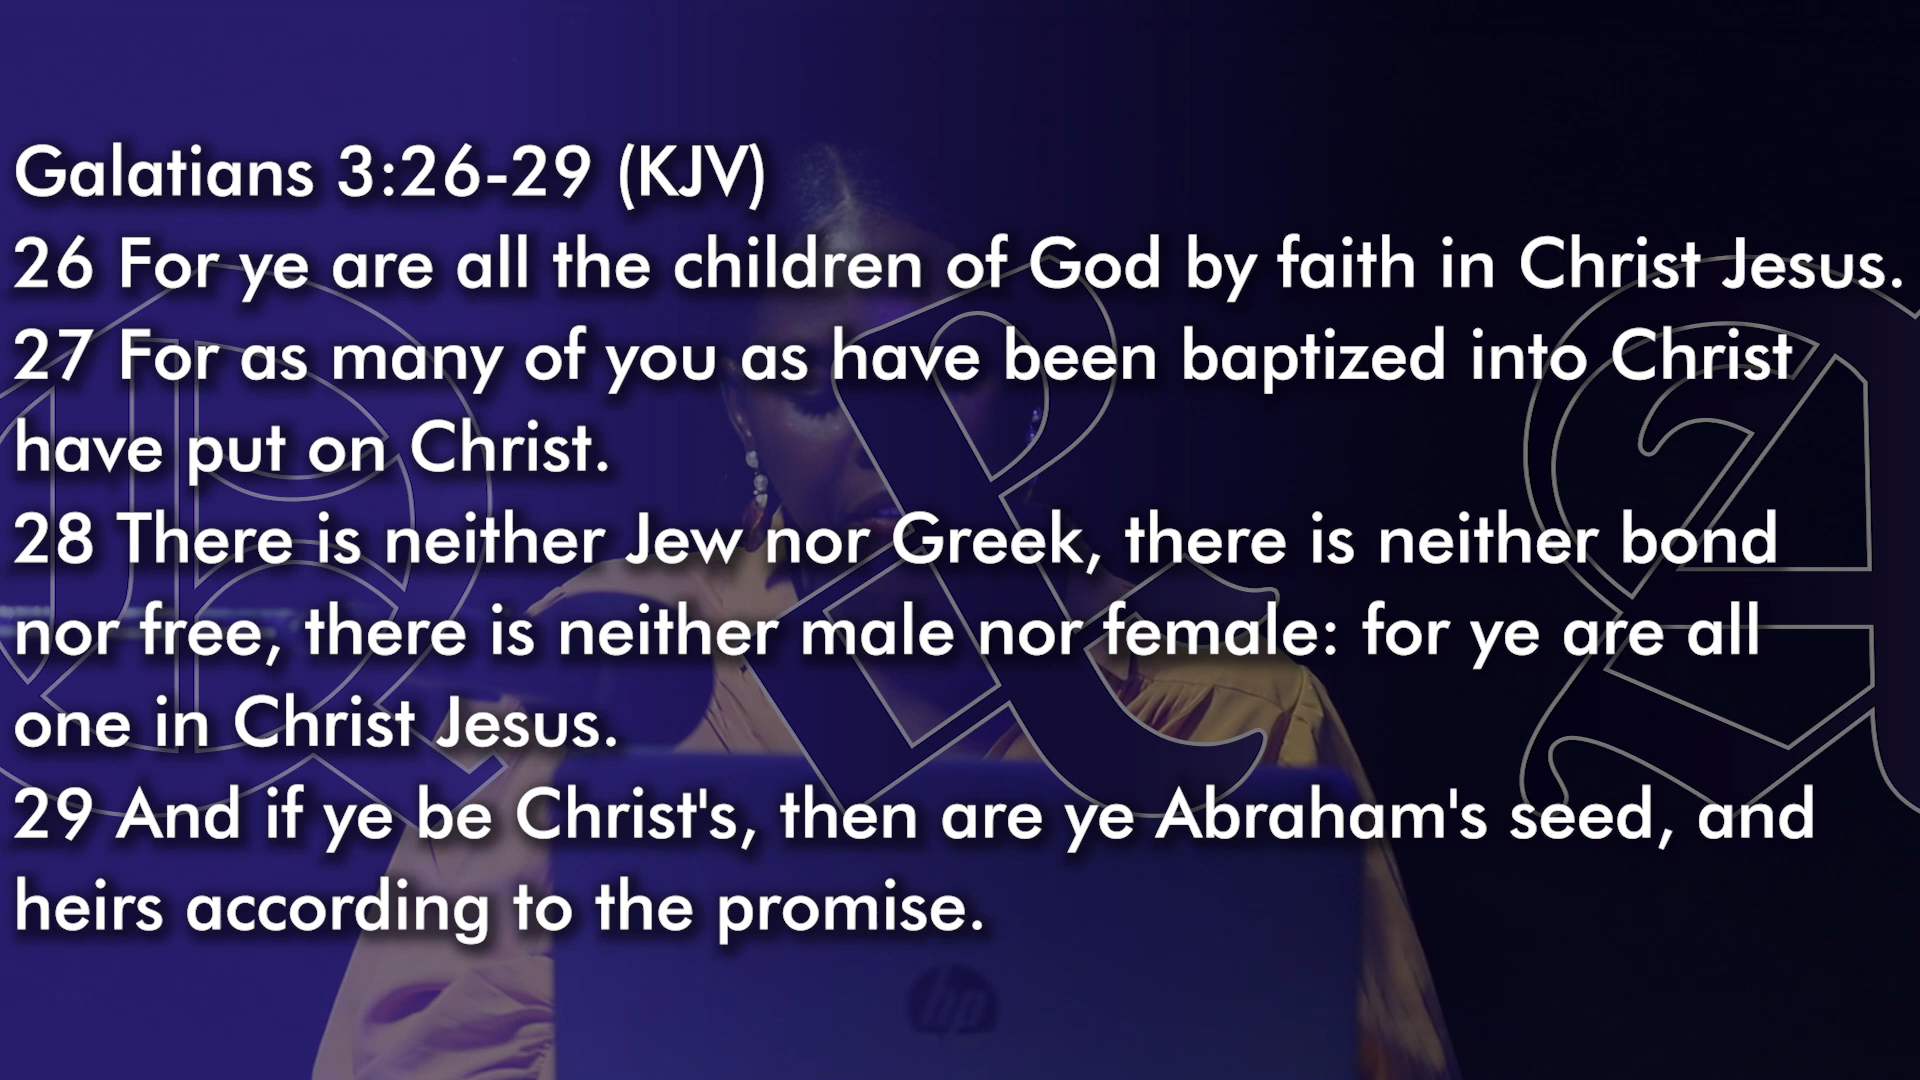 Galatians 3:26-29 (KJV)
26 For ye are all the children of God by faith in Christ Jesus.
27 For as many of you as have been baptized into Christ
have put on Christ.
28 There is neither Jew nor Greek, there is neither bond
nor free, there is neither male nor female: for ye are all
one in Christ Jesus.
29 And if ye be Christ's, then are ye Abraham's seed, and
heirs according to the promise.
Q & A
hp